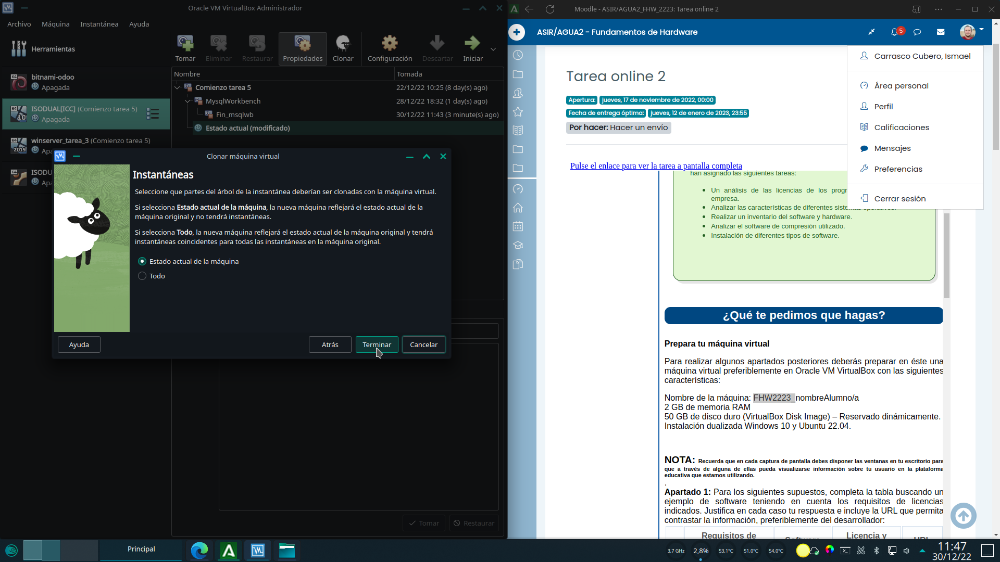 Oracle VM VirtualBox Administrador
Archivo Máquina Instantánea Ayuda
Herramientas
Tomar Eliminar Restaurar Propiedades Clonar Configuración Descartar Iniciar
Nombre Tomada
Comienzo tarea 5 22/12/22 10:25 (8 day(s) ago)
MysqlWorkbench 28/12/22 18:32 (1 day(s) ago)
Fin_msqlwb 30/12/22 11:43 (3 minute(s) ago)
Estado actual (modificado)
64
bitnami-odoo
Apagada
64
10
ISODUAL[ICC] (Comienzo tarea 5)
Apagada
64
2019
winserver_tarea_3 (Comienzo tarea 5)
Apa
64
ISODU
Apa
Clonar máquina virtual
Instantáneas
Seleccione que partes del árbol de la instantánea deberían ser clonadas con la máquina virtual.
Si selecciona Estado actual de la máquina, la nueva máquina reflejará el estado actual de la
máquina original y no tendrá instantáneas.
Si selecciona Todo, la nueva máquina reflejará el estado actual de la máquina original y tendrá
instantáneas coincidentes para todas las instantáneas en la máquina original.
Estado actual de la máquina
Todo
Ayuda Atrás Terminar Cancelar
Tomar Restaurar
Moodle - ASIR/AGUA2_FHW_2223: Tarea online 2
ASIR/AGUA2 - Fundamentos de Hardware
5
Carrasco Cubero, Ismael
Área personal
Perfil
Calificaciones
Mensajes
Preferencias
Cerrar sesión
Tarea online 2
Apertura: jueves, 17 de noviembre de 2022, 00:00
Fecha de entrega óptima: jueves, 12 de enero de 2023, 23:55
Por hacer: Hacer un envío
Pulse el enlace para ver la tarea a pantalla completa
han asignado las siguientes tareas:
Un análisis de las licencias de los progr
empresa.
Analizar las características de diferentes sistemas operativos.
Realizar un inventario del software y hardware.
Analizar el software de compresión utilizado.
Instalación de diferentes tipos de software.
¿Qué te pedimos que hagas?
Prepara tu máquina virtual
Para realizar algunos apartados posteriores deberás preparar en éste una
máquina virtual preferiblemente en Oracle VM VirtualBox con las siguientes
características:
Nombre de la máquina: FHW2223_nombreAlumno/a
2 GB de memoria RAM
50 GB de disco duro (VirtualBox Disk Image) – Reservado dinámicamente.
Instalación dualizada Windows 10 y Ubuntu 22.04.
NOTA: Recuerda que en cada captura de pantalla debes disponer las ventanas en tu escritorio para
que a través de alguna de ellas pueda visualizarse información sobre tu usuario en la plataforma
educativa que estamos utilizando.
.
Apartado 1: Para los siguientes supuestos, completa la tabla buscando un
ejemplo de software teniendo en cuenta los requisitos de licencias
indicados. Justifica en cada caso tu respuesta e incluye la URL que permita
contrastar la información, preferiblemente del desarrollador:
Requisitos de Software Licencia y URL
Principal
3,7 GHz 2,8% 53,1°C 51,0°C 54,0°C
11:47
30/12/22